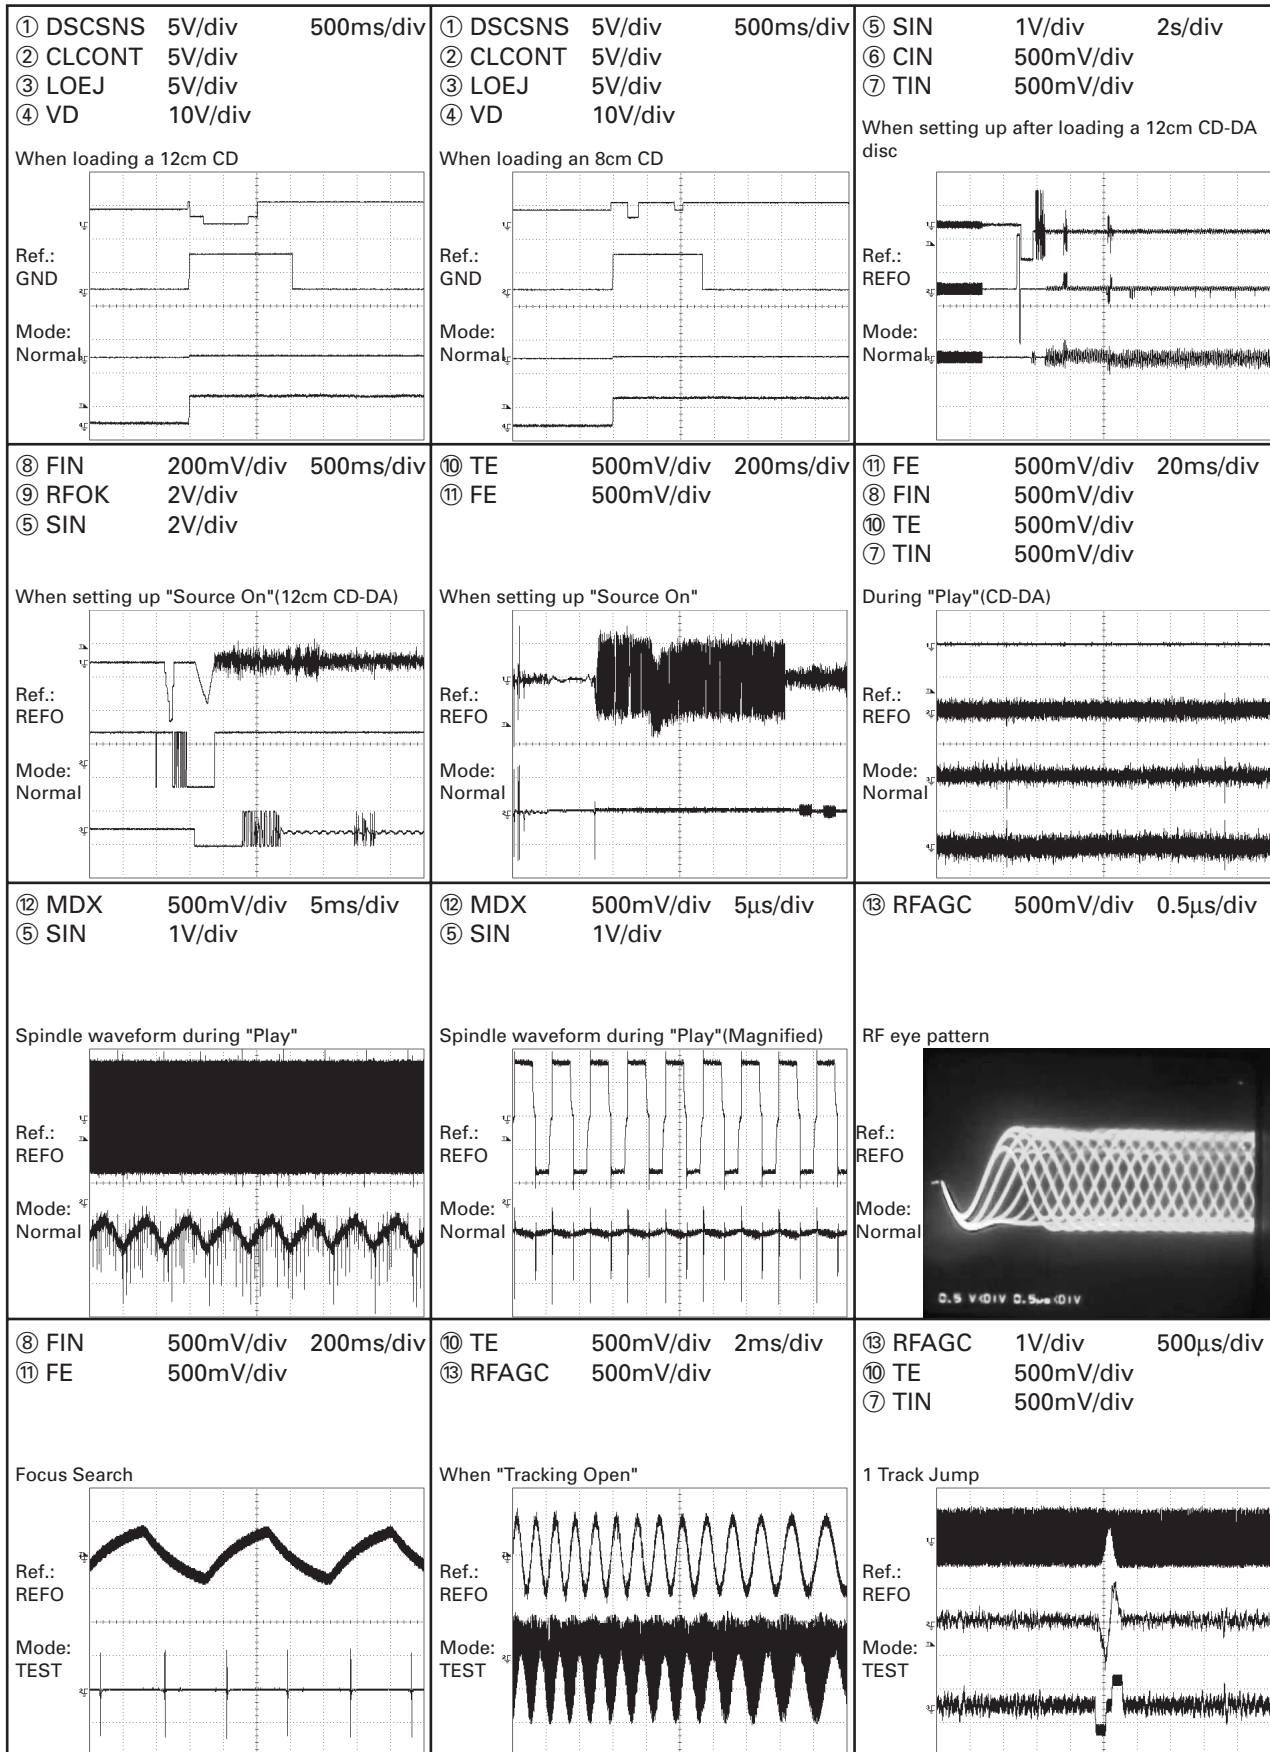 ① DSCSNS 5V/div 500ms/div
② CLCONT 5V/div
③ LOEJ 5V/div
④ VD 10V/div
When loading a 12cm CD
Ref.:
GND
Mode:
Normal
① DSCSNS 5V/div 500ms/div
② CLCONT 5V/div
③ LOEJ 5V/div
④ VD 10V/div
When loading an 8cm CD
Ref.:
GND
Mode:
Normal
⑤ SIN 1V/div 2s/div
⑥ CIN 500mV/div
⑦ TIN 500mV/div
When setting up after loading a 12cm CD-DA
disc
Ref.:
REFO
Mode:
Normal
⑧ FIN 200mV/div 500ms/div
⑨ RFOK 2V/div
⑤ SIN 2V/div
When setting up "Source On"(12cm CD-DA)
Ref.:
REFO
Mode:
Normal
⑩ TE 500mV/div 200ms/div
⑪ FE 500mV/div
When setting up "Source On"
Ref.:
REFO
Mode:
Normal
⑪ FE 500mV/div 20ms/div
⑧ FIN 500mV/div
⑩ TE 500mV/div
⑦ TIN 500mV/div
During "Play"(CD-DA)
Ref.:
REFO
Mode:
Normal
⑫ MDX 500mV/div 5ms/div
⑤ SIN 1V/div
Spindle waveform during "Play"
Ref.:
REFO
Mode:
Normal
⑫ MDX 500mV/div 5µs/div
⑤ SIN 1V/div
Spindle waveform during "Play"(Magnified)
Ref.:
REFO
Mode:
Normal
⑬ RFAGC 500mV/div 0.5µs/div
RF eye pattern
Ref.:
REFO
Mode:
Normal
0.5 V/DIV 0.5µs/DIV
⑧ FIN 500mV/div 200ms/div
⑪ FE 500mV/div
Focus Search
Ref.:
REFO
Mode:
TEST
⑩ TE 500mV/div 2ms/div
⑬ RFAGC 500mV/div
When "Tracking Open"
Ref.:
REFO
Mode:
TEST
⑬ RFAGC 1V/div 500µs/div
⑩ TE 500mV/div
⑦ TIN 500mV/div
1 Track Jump
Ref.:
REFO
Mode:
TEST